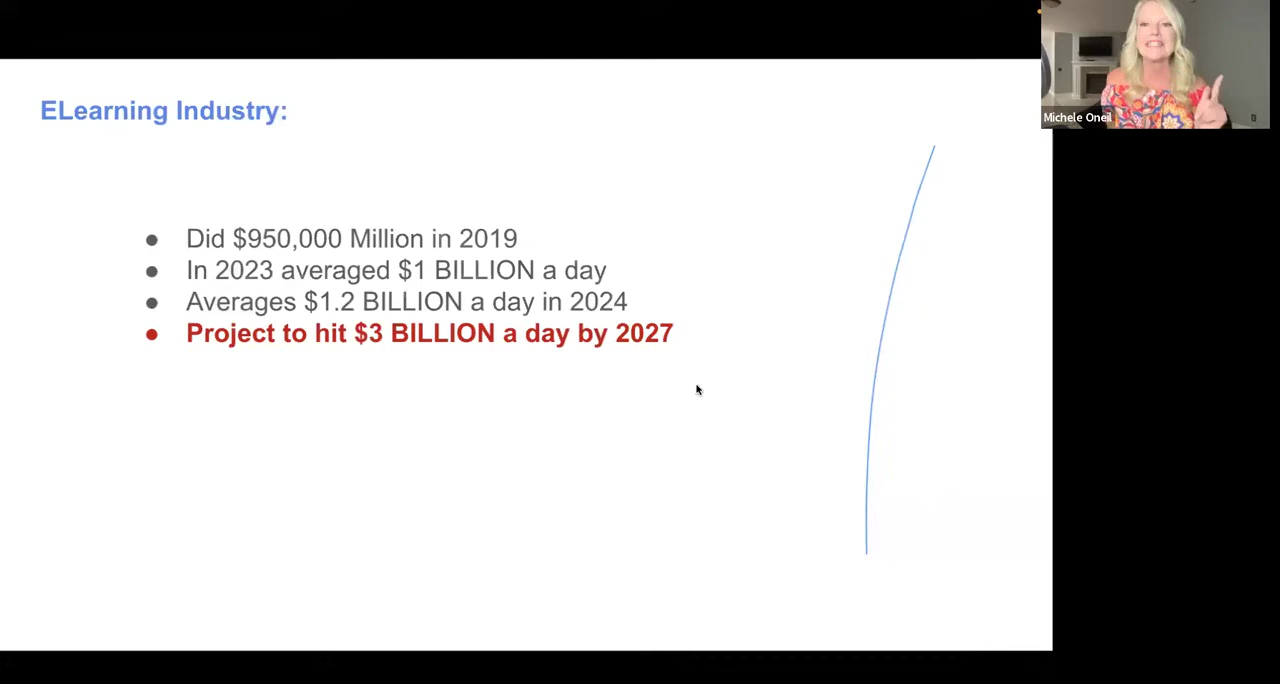 ELearning Industry:
Did $950,000 Million in 2019
In 2023 averaged $1 BILLION a day
Averages $1.2 BILLION a day in 2024
Project to hit $3 BILLION a day by 2027
Michele Oneil